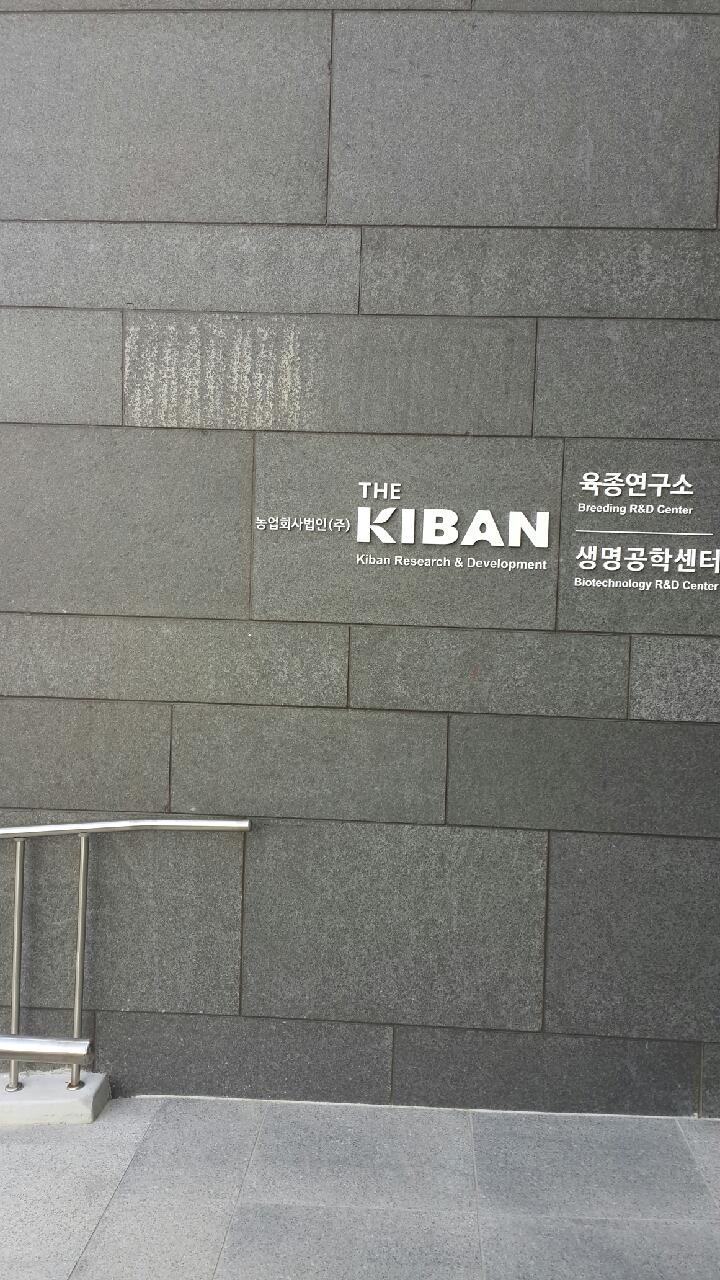 농업회사법인(주)
THE
KIBAN
Kiban Research & Development
육종연구소
Breeding R&D Center
생명공학센터
Biotechnology R&D Center